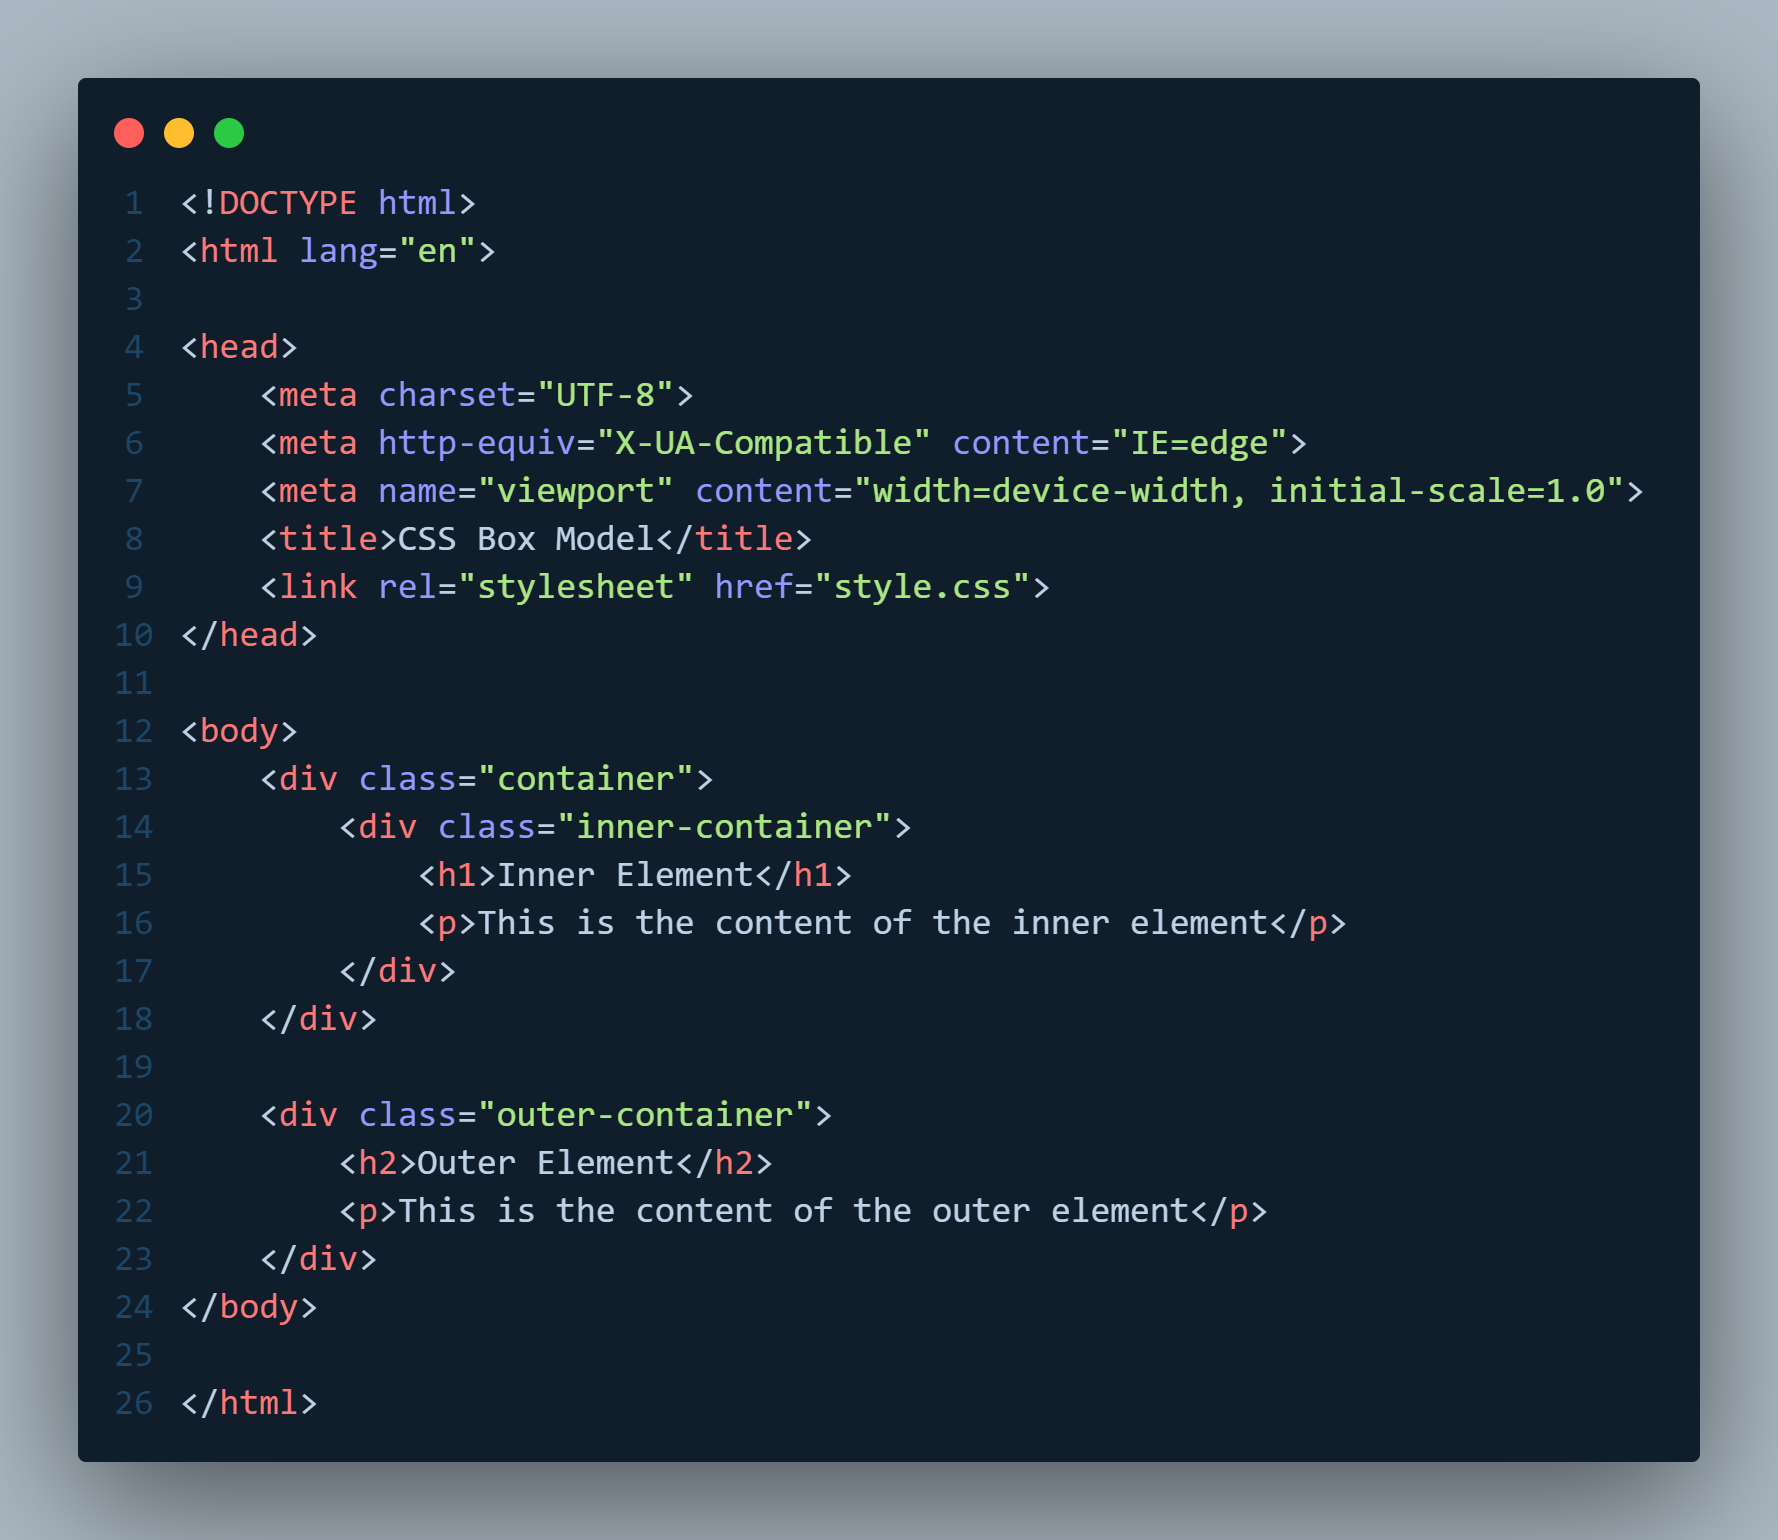 1 <!DOCTYPE html>
2 <html lang="en">
3
4 <head>
5     <meta charset="UTF-8">
6     <meta http-equiv="X-UA-Compatible" content="IE=edge">
7     <meta name="viewport" content="width=device-width, initial-scale=1.0">
8     <title>CSS Box Model</title>
9     <link rel="stylesheet" href="style.css">
10 </head>
11
12 <body>
13     <div class="container">
14         <div class="inner-container">
15             <h1>Inner Element</h1>
16             <p>This is the content of the inner element</p>
17         </div>
18     </div>
19
20     <div class="outer-container">
21         <h2>Outer Element</h2>
22         <p>This is the content of the outer element</p>
23     </div>
24 </body>
25
26 </html>